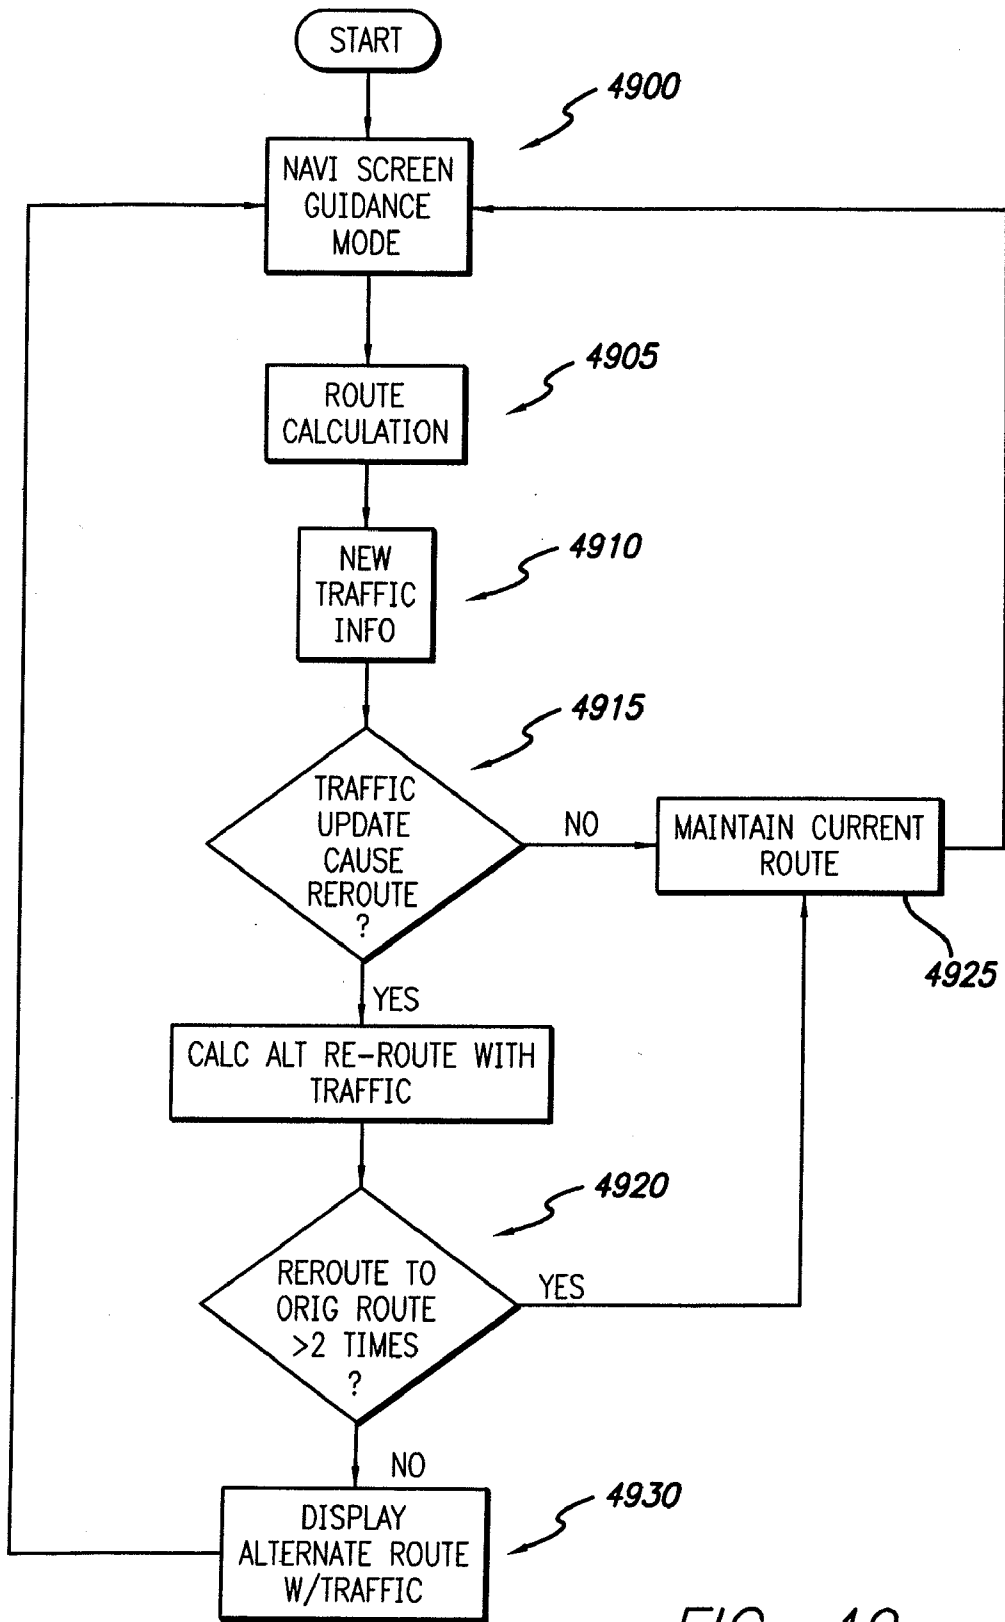 START
4900
NAVI SCREEN
GUIDANCE
MODE
4905
ROUTE
CALCULATION
4910
NEW
TRAFFIC
INFO
4915
TRAFFIC
UPDATE
CAUSE
REROUTE
?
NO
MAINTAIN CURRENT
ROUTE
4925
YES
CALC ALT RE-ROUTE WITH
TRAFFIC
4920
REROUTE TO
ORIG ROUTE
>2 TIMES
?
YES
NO
4930
DISPLAY
ALTERNATE ROUTE
W/TRAFFIC